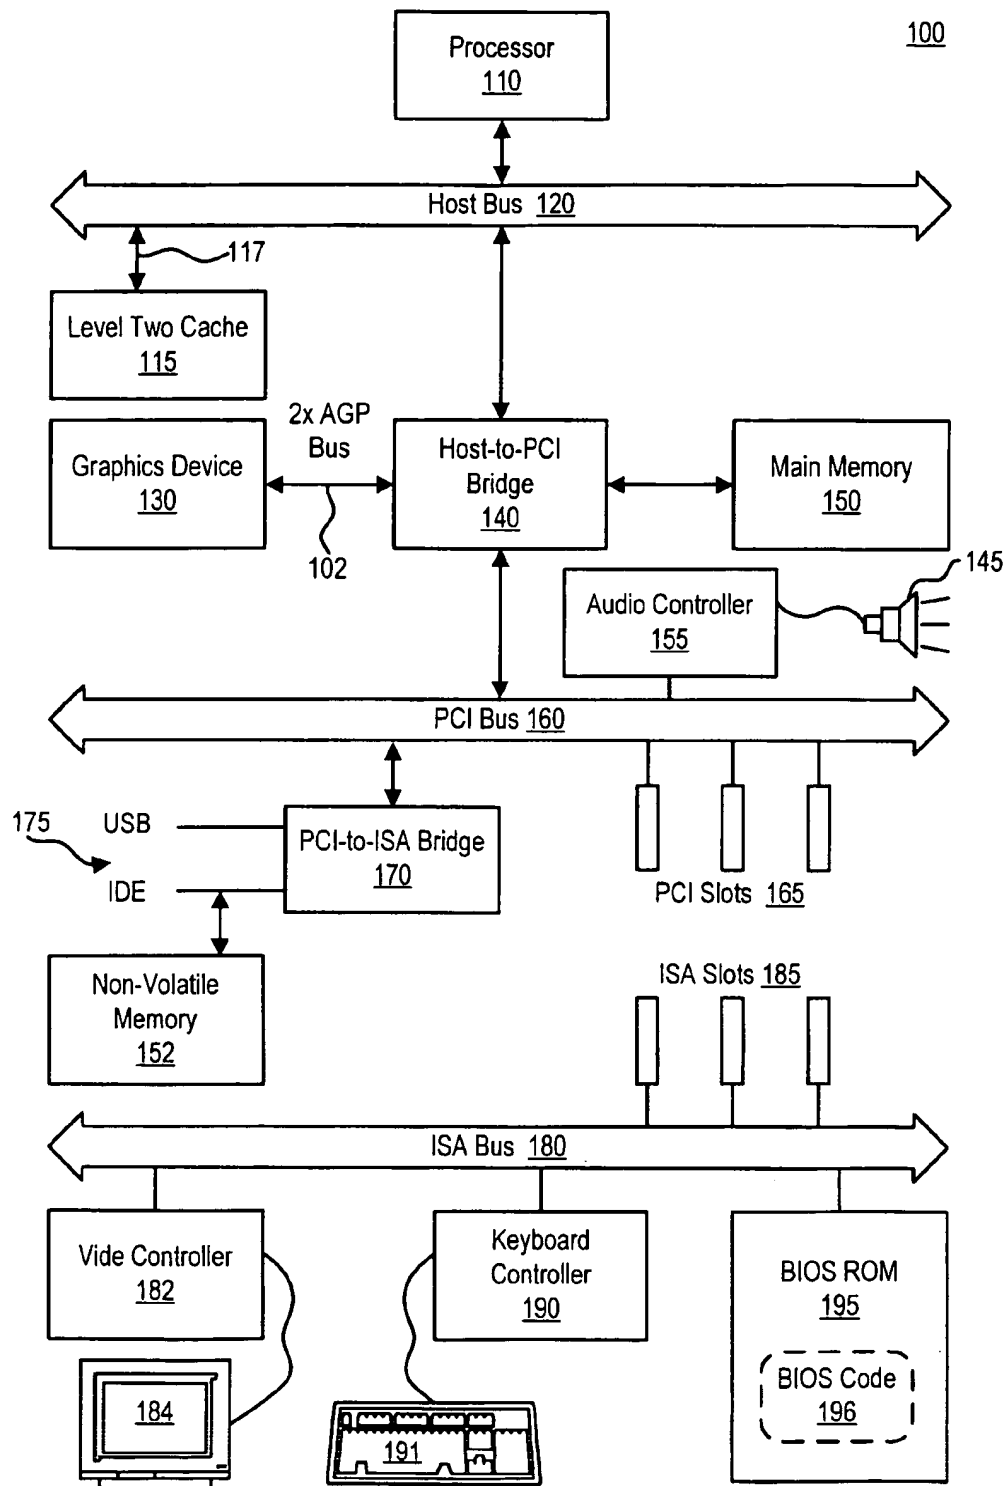 100
Processor
110
Host Bus 120
117
Level Two Cache
115
2x AGP
Bus
Graphics Device
130
102
Host-to-PCI
Bridge
140
Main Memory
150
145
Audio Controller
155
PCI Bus 160
175
USB
IDE
PCI-to-ISA Bridge
170
PCI Slots 165
Non-Volatile
Memory
152
ISA Slots 185
ISA Bus 180
Vide Controller
182
Keyboard
Controller
190
BIOS ROM
195
BIOS Code
196
184
191